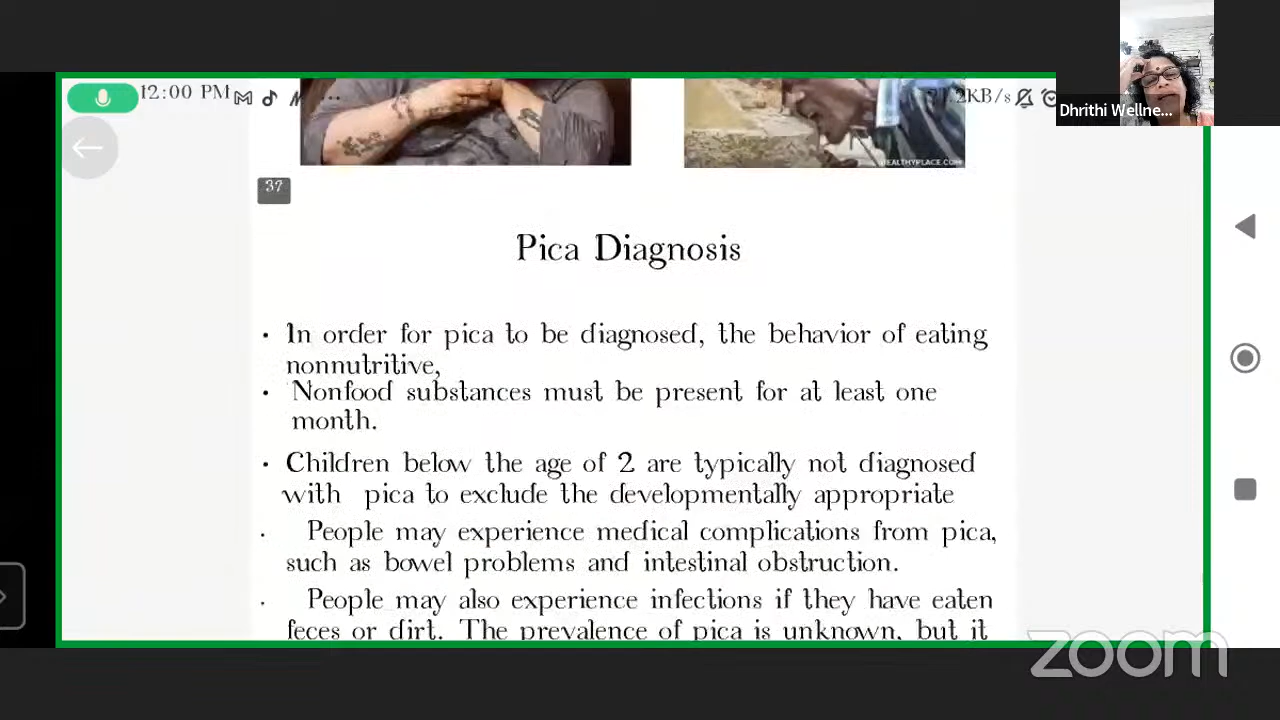 12:00 PM
2KB/s
Dhrithi Wellne...
HEALTHYPLACE.COM
37
Pica Diagnosis
• In order for pica to be diagnosed, the behavior of eating
nonnutritive,
• Nonfood substances must be present for at least one
month.
• Children below the age of 2 are typically not diagnosed
with pica to exclude the developmentally appropriate
• People may experience medical complications from pica,
such as bowel problems and intestinal obstruction.
• People may also experience infections if they have eaten
feces or dirt. The prevalence of pica is unknown, but it
zoom